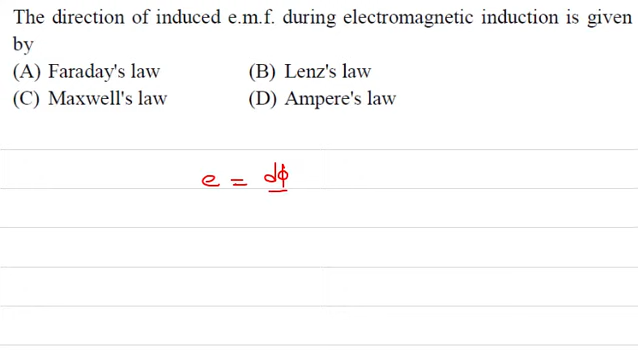 The direction of induced e.m.f. during electromagnetic induction is given
by
(A) Faraday's law (B) Lenz's law
(C) Maxwell's law (D) Ampere's law
e = dϕ